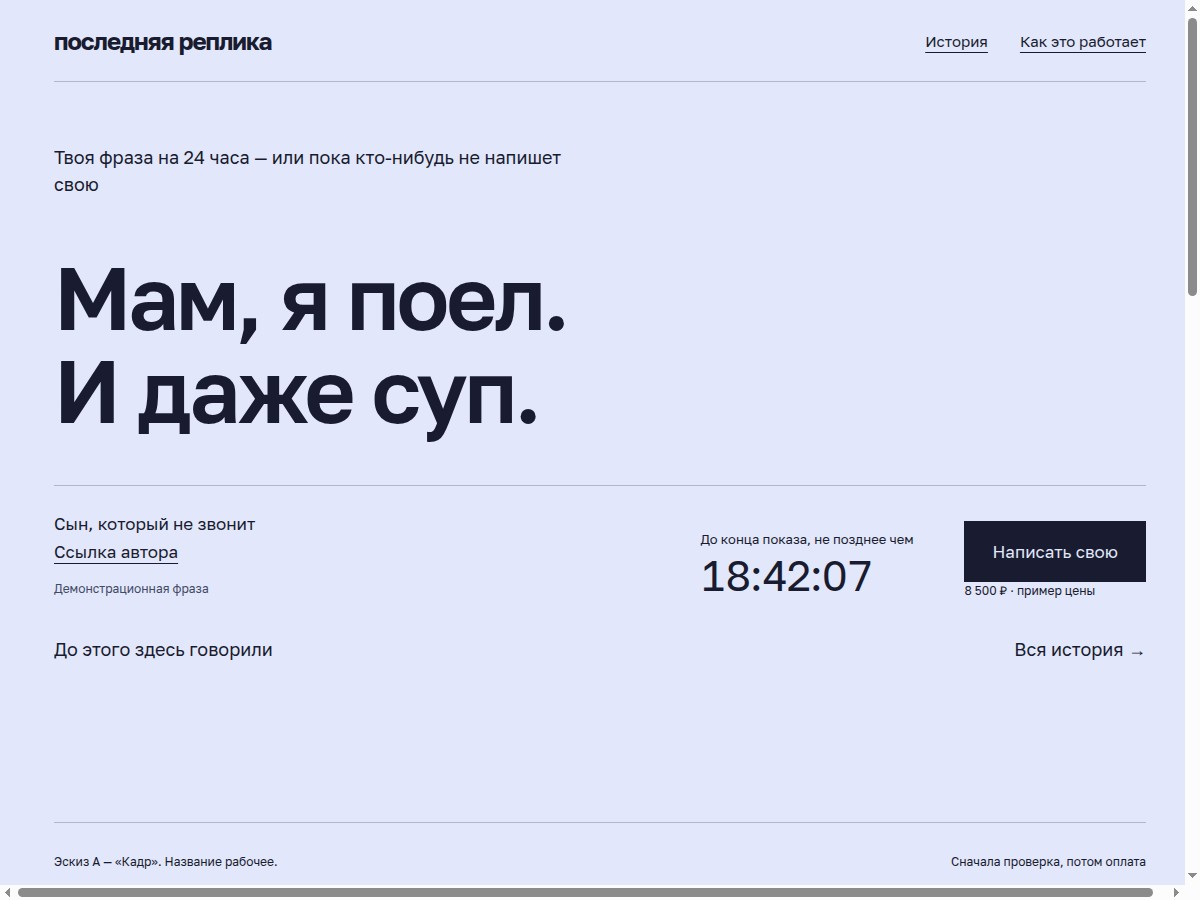 последняя реплика
История
Как это работает
Твоя фраза на 24 часа — или пока кто-нибудь не напишет
свою
Мам, я поел.
И даже суп.
Сын, который не звонит
Ссылка автора
Демонстрационная фраза
До конца показа, не позднее чем
18:42:07
Написать свою
8 500 ₽ · пример цены
До этого здесь говорили
Вся история →
Эскиз А — «Кадр». Название рабочее.
Сначала проверка, потом оплата